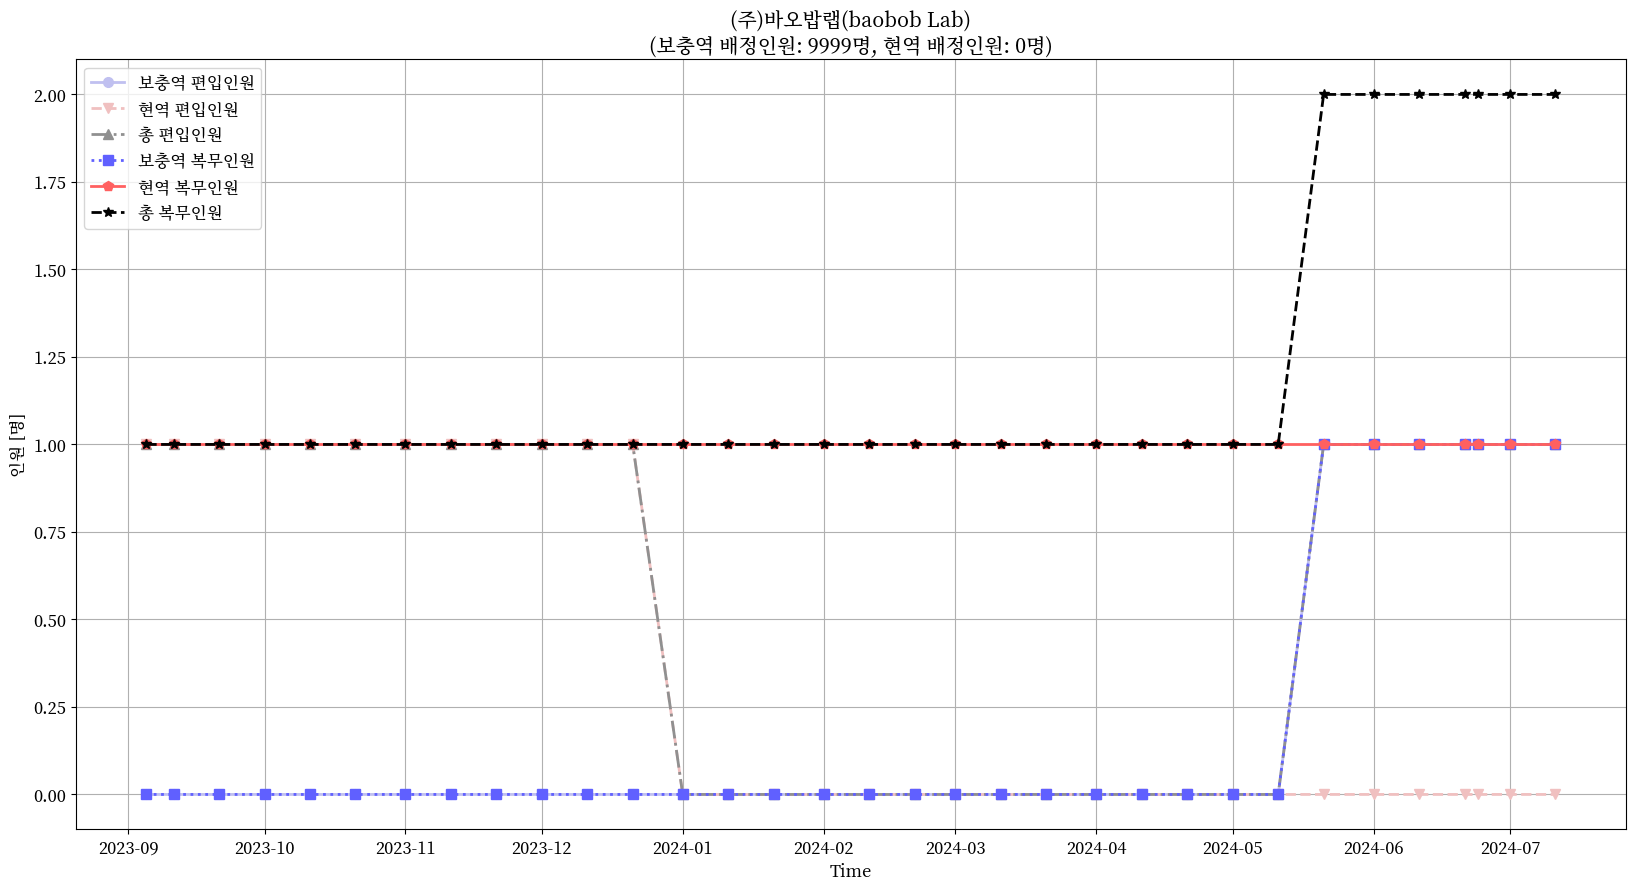 (주)바오밥랩(baobob Lab)
(보충역 배정인원: 9999명, 현역 배정인원: 0명)
보충역 편입인원
현역 편입인원
총 편입인원
보충역 복무인원
현역 복무인원
총 복무인원
2.00
1.75
1.50
1.25
1.00
0.75
0.50
0.25
0.00
인원 [명]
2023-09 2023-10 2023-11 2023-12 2024-01 2024-02 2024-03 2024-04 2024-05 2024-06 2024-07
Time